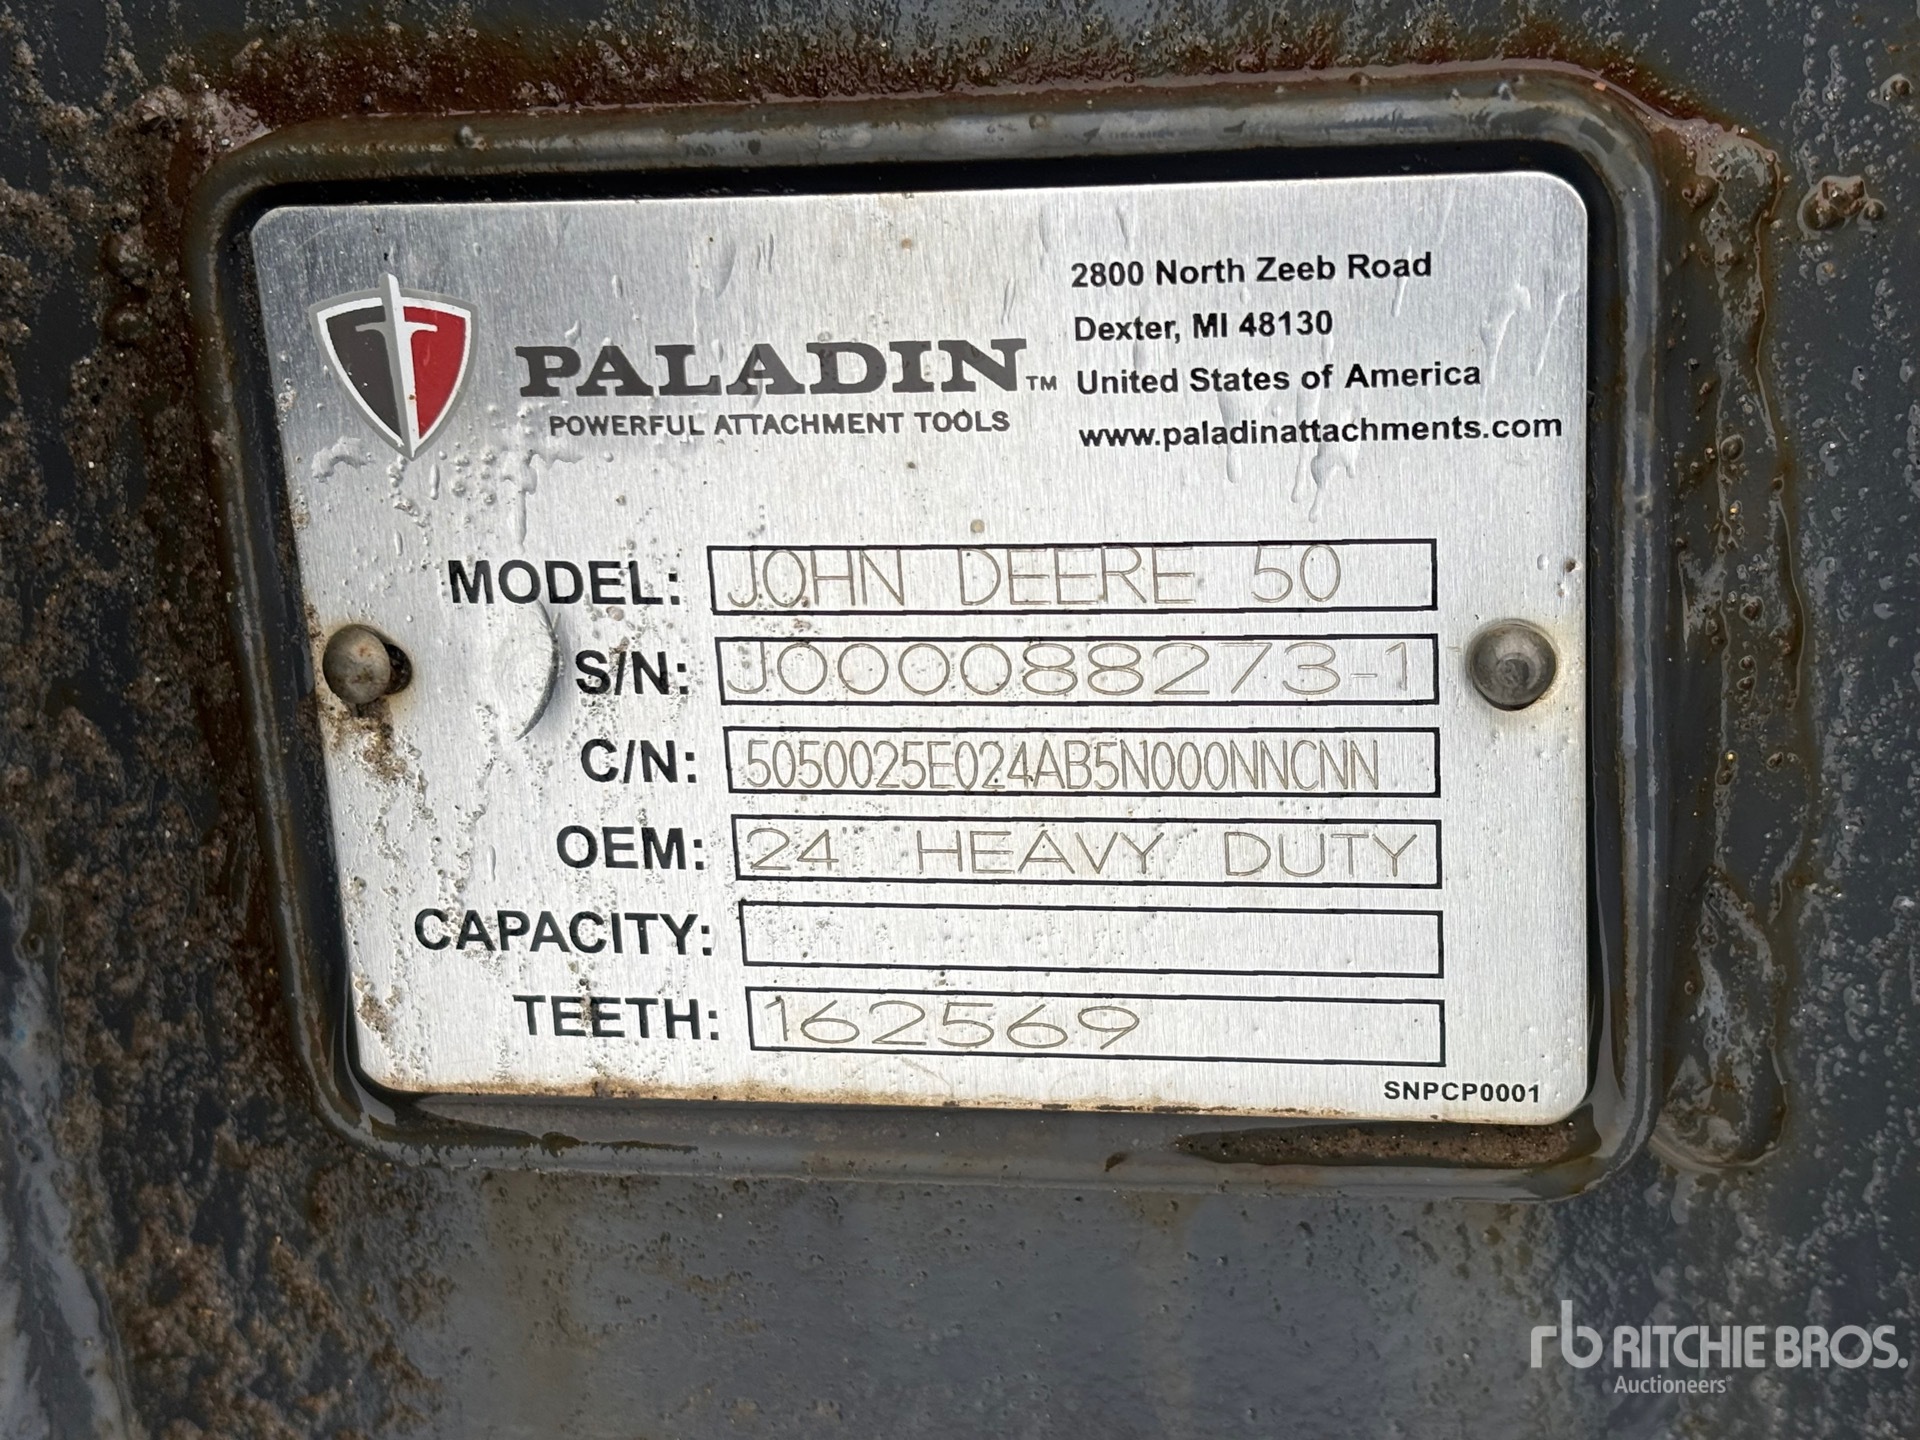 PALADIN™
POWERFUL ATTACHMENT TOOLS
2800 North Zeeb Road
Dexter, MI 48130
United States of America
www.paladinattachments.com
MODEL: JOHN DEERE 50
S/N: J000088273-1
C/N: 5050025E024AB5N000NNCNN
OEM: 24 HEAVY DUTY
CAPACITY:
TEETH: 162569
SNPCP0001
rb RITCHIE BROS.
Auctioneers